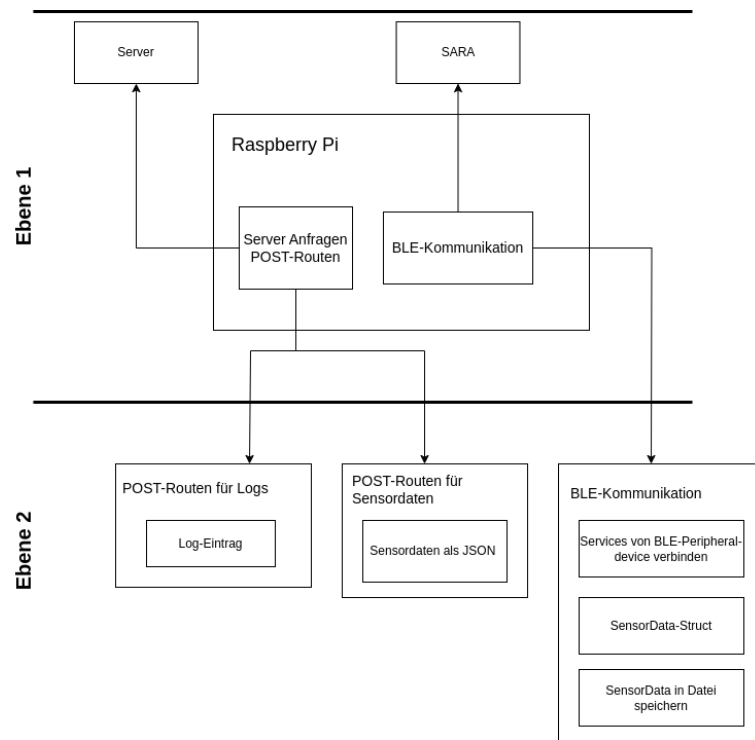 Server
SARA
Ebene 1
Raspberry Pi
Server Anfragen
POST-Routen
BLE-Kommunikation
Ebene 2
POST-Routen für Logs
Log-Eintrag
POST-Routen für
Sensordaten
Sensordaten als JSON
BLE-Kommunikation
Services von BLE-Peripheral-
device verbinden
SensorData-Struct
SensorData in Datei
speichern